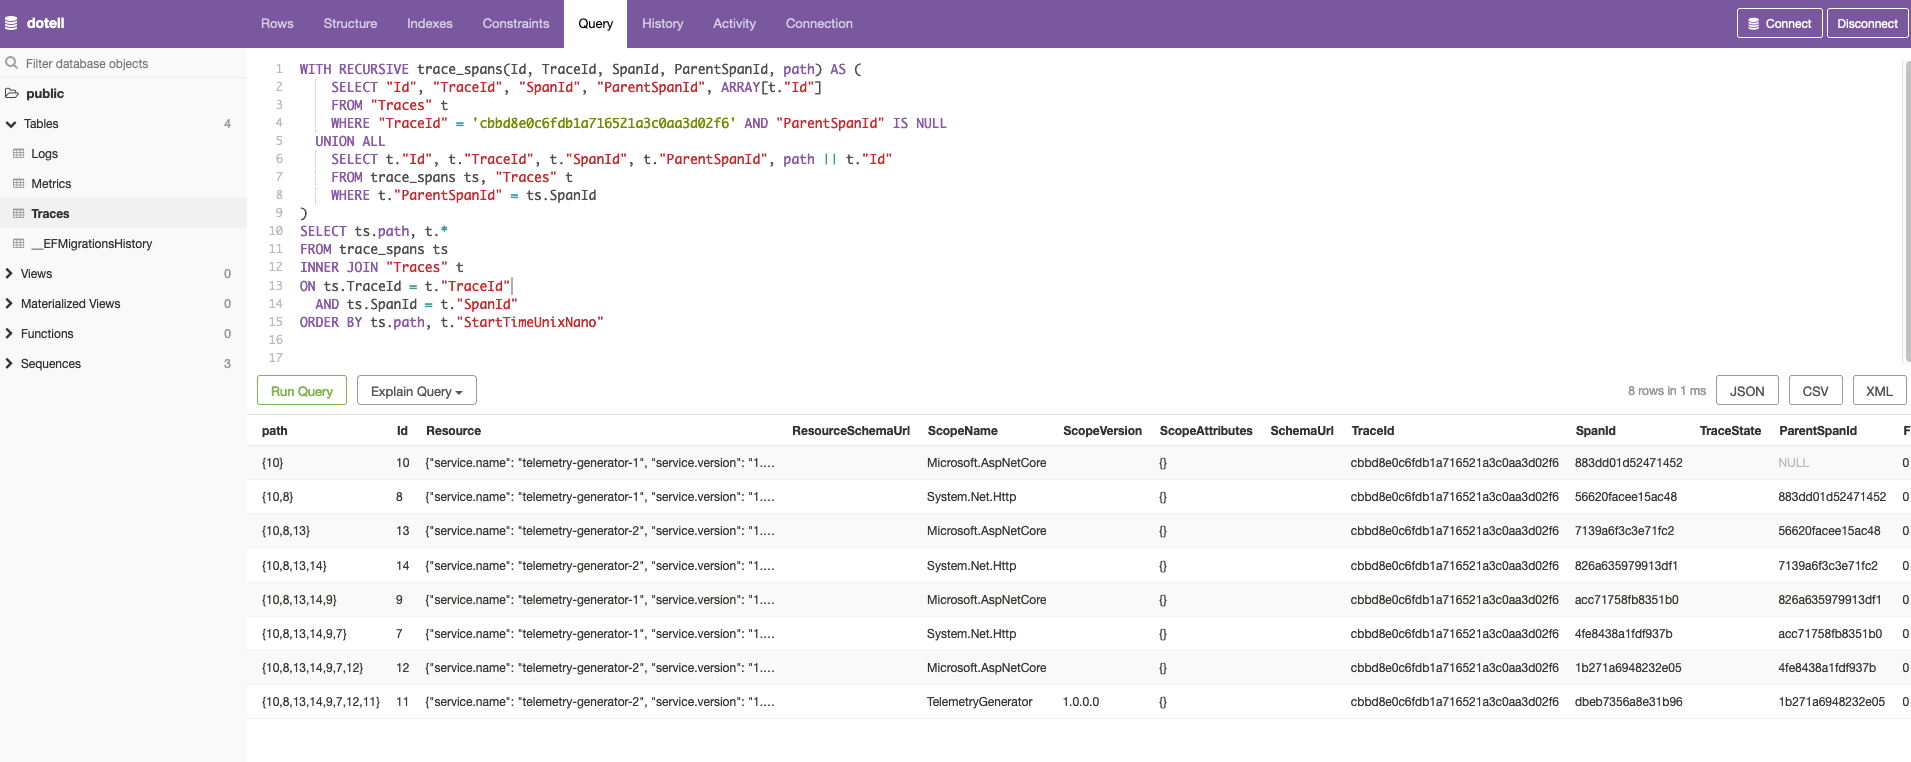 dotell
Rows Structure Indexes Constraints Query History Activity Connection Connect Disconnect
Filter database objects
public
Tables 4
Logs
Metrics
Traces
__EFMigrationsHistory
Views 0
Materialized Views 0
Functions 0
Sequences 3
1 WITH RECURSIVE trace_spans(Id, TraceId, SpanId, ParentSpanId, path) AS (
2 SELECT "Id", "TraceId", "SpanId", "ParentSpanId", ARRAY[t."Id"]
3 FROM "Traces" t
4 WHERE "TraceId" = 'cbbd8e0c6fdb1a716521a3c0aa3d02f6' AND "ParentSpanId" IS NULL
5 UNION ALL
6 SELECT t."Id", t."TraceId", t."SpanId", t."ParentSpanId", path || t."Id"
7 FROM trace_spans ts, "Traces" t
8 WHERE t."ParentSpanId" = ts.SpanId
9 )
10 SELECT ts.path, t.*
11 FROM trace_spans ts
12 INNER JOIN "Traces" t
13 ON ts.TraceId = t."TraceId"
14 AND ts.SpanId = t."SpanId"
15 ORDER BY ts.path, t."StartTimeUnixNano"
16
17
Run Query Explain Query 8 rows in 1 ms JSON CSV XML
path Id Resource ResourceSchemaUrl ScopeName ScopeVersion ScopeAttributes SchemaUrl TraceId SpanId TraceState ParentSpanId F
{10} 10 {"service.name": "telemetry-generator-1", "service.version": "1.... Microsoft.AspNetCore {} cbbd8e0c6fdb1a716521a3c0aa3d02f6 883dd01d52471452 NULL 0
{10,8} 8 {"service.name": "telemetry-generator-1", "service.version": "1.... System.Net.Http {} cbbd8e0c6fdb1a716521a3c0aa3d02f6 56620facee15ac48 883dd01d52471452 0
{10,8,13} 13 {"service.name": "telemetry-generator-2", "service.version": "1.... Microsoft.AspNetCore {} cbbd8e0c6fdb1a716521a3c0aa3d02f6 7139a6f3c3e71fc2 56620facee15ac48 0
{10,8,13,14} 14 {"service.name": "telemetry-generator-2", "service.version": "1.... System.Net.Http {} cbbd8e0c6fdb1a716521a3c0aa3d02f6 826a635979913df1 7139a6f3c3e71fc2 0
{10,8,13,14,9} 9 {"service.name": "telemetry-generator-1", "service.version": "1.... Microsoft.AspNetCore {} cbbd8e0c6fdb1a716521a3c0aa3d02f6 acc71758fb8351b0 826a635979913df1 0
{10,8,13,14,9,7} 7 {"service.name": "telemetry-generator-1", "service.version": "1.... System.Net.Http {} cbbd8e0c6fdb1a716521a3c0aa3d02f6 4fe8438a1fdf937b acc71758fb8351b0 0
{10,8,13,14,9,7,12} 12 {"service.name": "telemetry-generator-2", "service.version": "1.... Microsoft.AspNetCore {} cbbd8e0c6fdb1a716521a3c0aa3d02f6 1b271a6948232e05 4fe8438a1fdf937b 0
{10,8,13,14,9,7,12,11} 11 {"service.name": "telemetry-generator-2", "service.version": "1.... TelemetryGenerator 1.0.0.0 {} cbbd8e0c6fdb1a716521a3c0aa3d02f6 dbeb7356a8e31b96 1b271a6948232e05 0